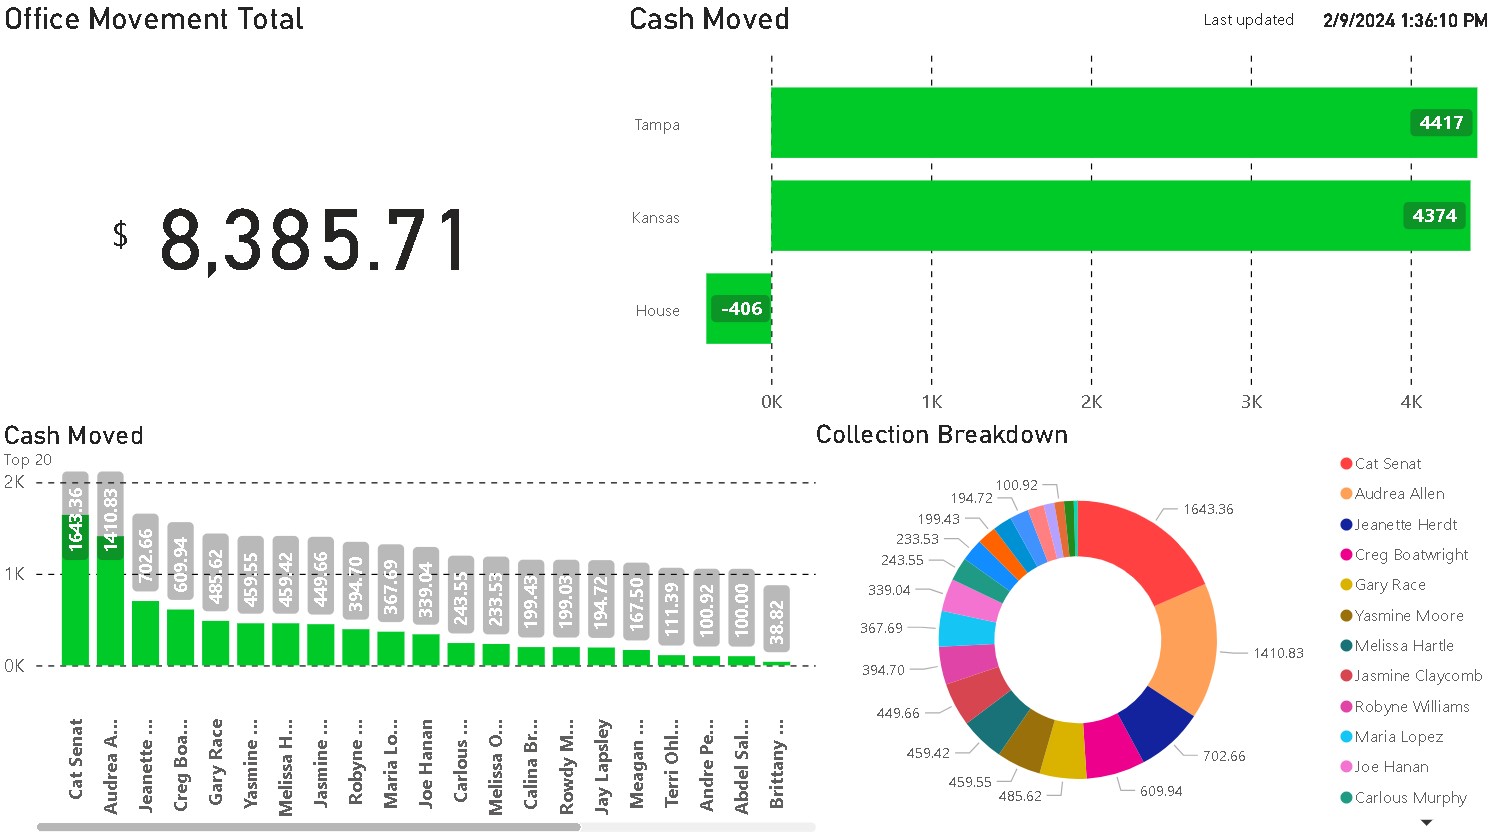 Office Movement Total
$ 8,385.71
Cash Moved
Last updated 2/9/2024 1:36:10 PM
Tampa 4417
Kansas 4374
House -406
0K 1K 2K 3K 4K
Cash Moved
Top 20
2K
1K
0K
1643.36
1410.83
702.66
609.94
485.62
459.55
459.42
449.66
394.70
367.69
339.04
243.55
233.53
199.43
199.03
194.72
167.50
111.39
100.92
100.00
38.82
Cat Senat
Audrea A...
Jeanette ...
Creg Boa...
Gary Race
Yasmine ...
Melissa H...
Jasmine ...
Robyne ...
Maria Lo...
Joe Hanan
Carlous ...
Melissa O...
Calina Br...
Rowdy M...
Jay Lapsley
Meagan ...
Terri Ohl...
Andre Pe...
Abdel Sal...
Brittany ...
Collection Breakdown
1643.36
1410.83
702.66
609.94
485.62
459.55
459.42
449.66
394.70
367.69
339.04
243.55
233.53
199.43
194.72
100.92
Cat Senat
Audrea Allen
Jeanette Herdt
Creg Boatwright
Gary Race
Yasmine Moore
Melissa Hartle
Jasmine Claycomb
Robyne Williams
Maria Lopez
Joe Hanan
Carlous Murphy